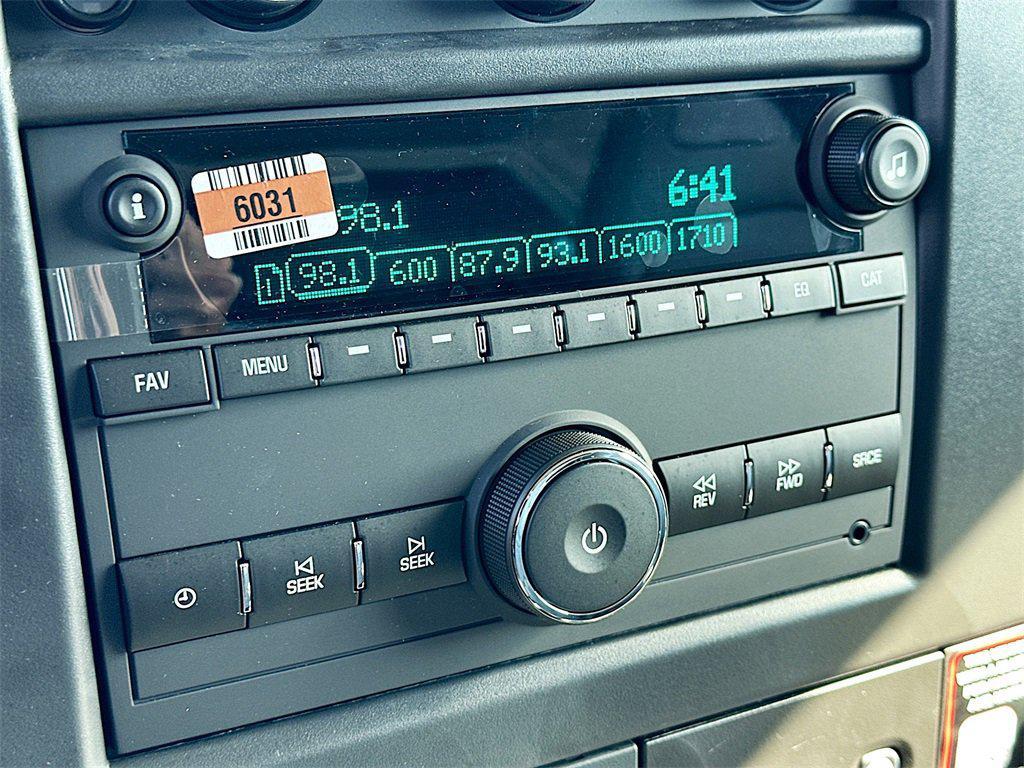 6031
98.1
6:41
1 98.1 600 87.9 93.1 1600 1710
FAV MENU EQ CAT
REV FWD SRCE
SEEK SEEK